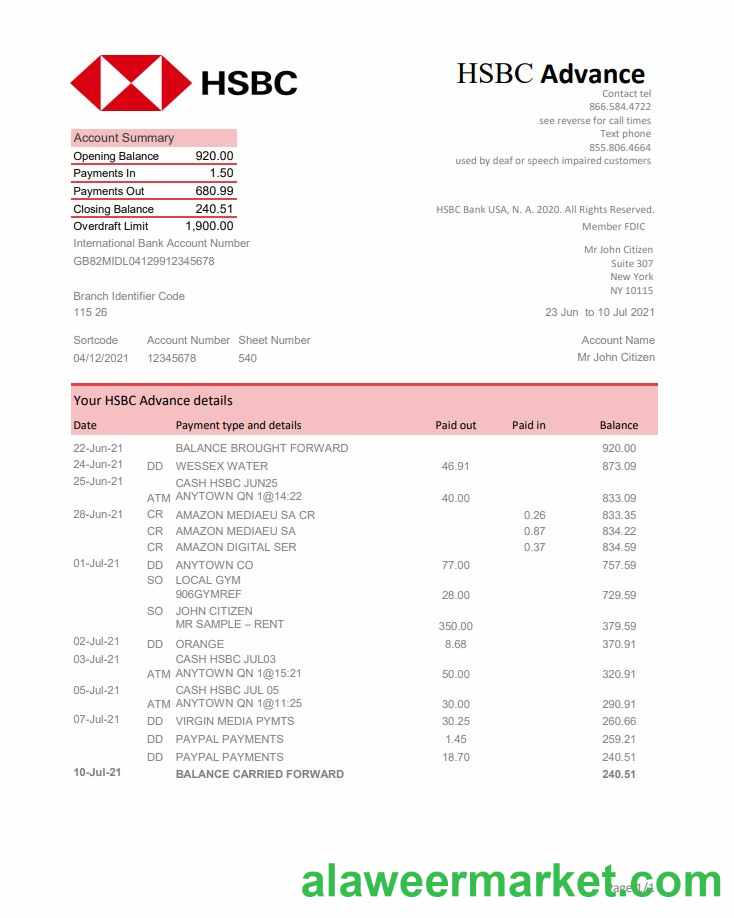 HSBC
HSBC Advance
Contact tel
866.584.4722
see reverse for call times
Text phone
855.806.4664
used by deaf or speech impaired customers
Account Summary
Opening Balance 920.00
Payments In 1.50
Payments Out 680.99
Closing Balance 240.51
Overdraft Limit 1,900.00
HSBC Bank USA, N. A. 2020. All Rights Reserved.
Member FDIC
International Bank Account Number
GB82MIDL04129912345678
Mr John Citizen
Suite 307
New York
NY 10115
Branch Identifier Code
115 26
23 Jun to 10 Jul 2021
Sortcode Account Number Sheet Number Account Name
04/12/2021 12345678 540 Mr John Citizen
Your HSBC Advance details
Date Payment type and details Paid out Paid in Balance
22-Jun-21 BALANCE BROUGHT FORWARD 920.00
24-Jun-21 DD WESSEX WATER 46.91 873.09
25-Jun-21 CASH HSBC JUN25
ATM ANYTOWN QN 1@14:22 40.00 833.09
28-Jun-21 CR AMAZON MEDIAEU SA CR 0.26 833.35
CR AMAZON MEDIAEU SA 0.87 834.22
CR AMAZON DIGITAL SER 0.37 834.59
01-Jul-21 DD ANYTOWN CO 77.00 757.59
SO LOCAL GYM
906GYMREF 28.00 729.59
SO JOHN CITIZEN
MR SAMPLE – RENT 350.00 379.59
02-Jul-21 DD ORANGE 8.68 370.91
03-Jul-21 CASH HSBC JUL03
ATM ANYTOWN QN 1@15:21 50.00 320.91
05-Jul-21 CASH HSBC JUL 05
ATM ANYTOWN QN 1@11:25 30.00 290.91
07-Jul-21 DD VIRGIN MEDIA PYMTS 30.25 260.66
DD PAYPAL PAYMENTS 1.45 259.21
DD PAYPAL PAYMENTS 18.70 240.51
10-Jul-21 BALANCE CARRIED FORWARD 240.51
alaweermarket.com
Page 1/1